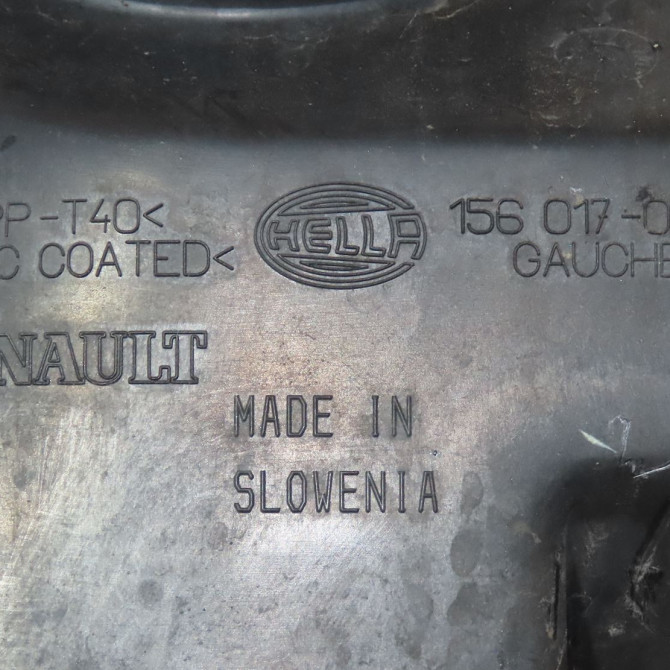 PP-T40< HELLA 156 017-0
C COATED< GAUCHE
NAULT
MADE IN
SLOWENIA